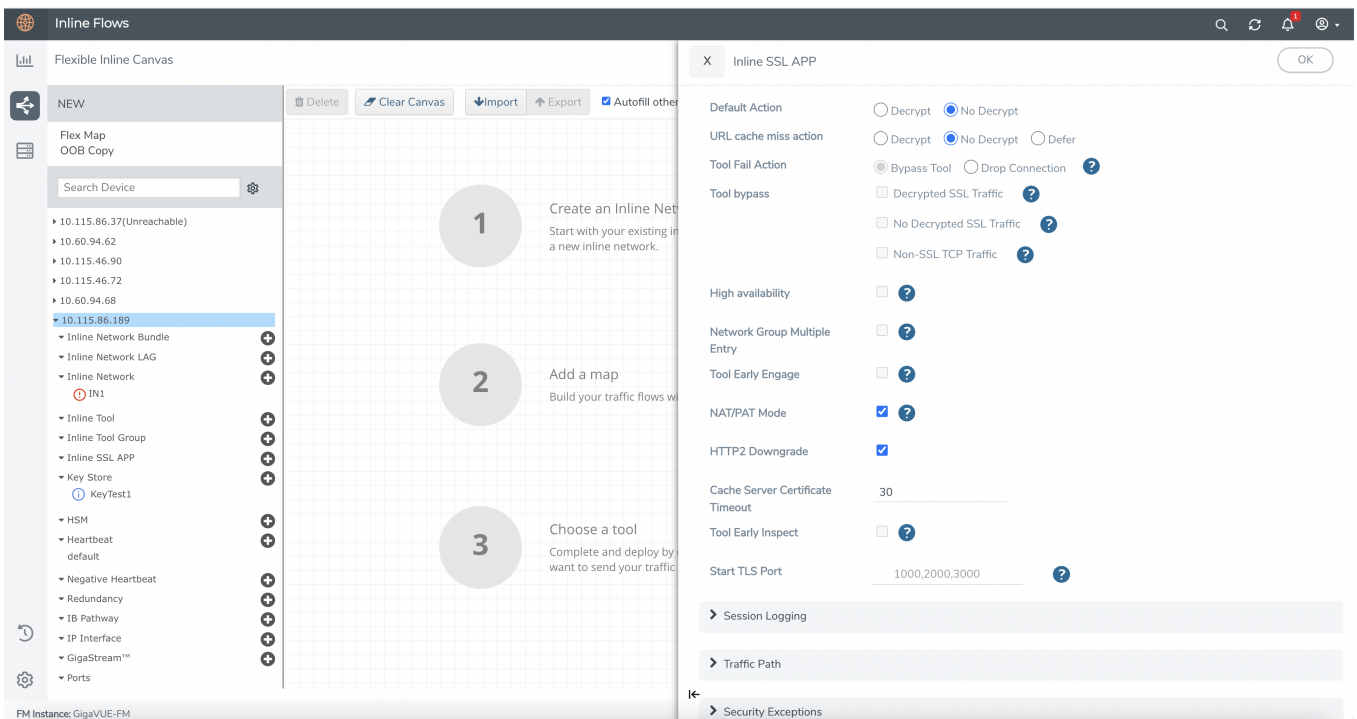 Inline Flows
1
Flexible Inline Canvas
X Inline SSL APP
OK
NEW
Flex Map
OOB Copy
Search Device
10.115.86.37(Unreachable)
10.60.94.62
10.115.46.90
10.115.46.72
10.60.94.68
10.115.86.189
Inline Network Bundle
Inline Network LAG
Inline Network
IN1
Inline Tool
Inline Tool Group
Inline SSL APP
Key Store
KeyTest1
HSM
Heartbeat
default
Negative Heartbeat
Redundancy
IB Pathway
IP Interface
GigaStream™
Ports
Delete Clear Canvas Import Export Autofill other
1
Create an Inline Net
Start with your existing in
a new inline network.
2
Add a map
Build your traffic flows w
3
Choose a tool
Complete and deploy by
want to send your traffic
Default Action Decrypt No Decrypt
URL cache miss action Decrypt No Decrypt Defer
Tool Fail Action Bypass Tool Drop Connection ?
Tool bypass Decrypted SSL Traffic ?
No Decrypted SSL Traffic ?
Non-SSL TCP Traffic ?
High availability ?
Network Group Multiple
Entry ?
Tool Early Engage ?
NAT/PAT Mode ?
HTTP2 Downgrade
Cache Server Certificate
Timeout 30
Tool Early Inspect ?
Start TLS Port 1000,2000,3000 ?
Session Logging
Traffic Path
Security Exceptions
FM Instance: GigaVUE-FM